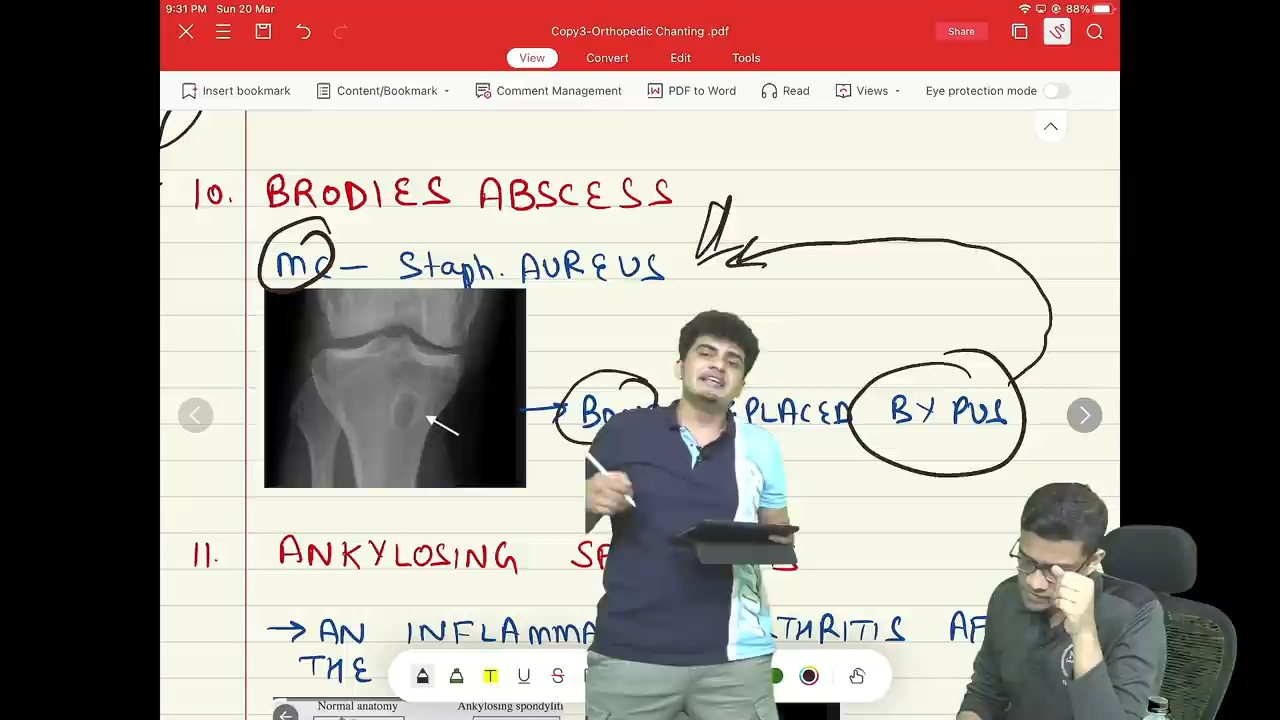 9:31 PM Sun 20 Mar 88%
Copy3-Orthopedic Chanting .pdf
Share
View Convert Edit Tools
Insert bookmark Content/Bookmark Comment Management PDF to Word Read Views Eye protection mode
10. BRODIES ABSCESS
MC - Staph. AUREUS
BY PUS
11. ANKYLOSING
→ AN
THE
T U S
Normal anatomy Ankylosing